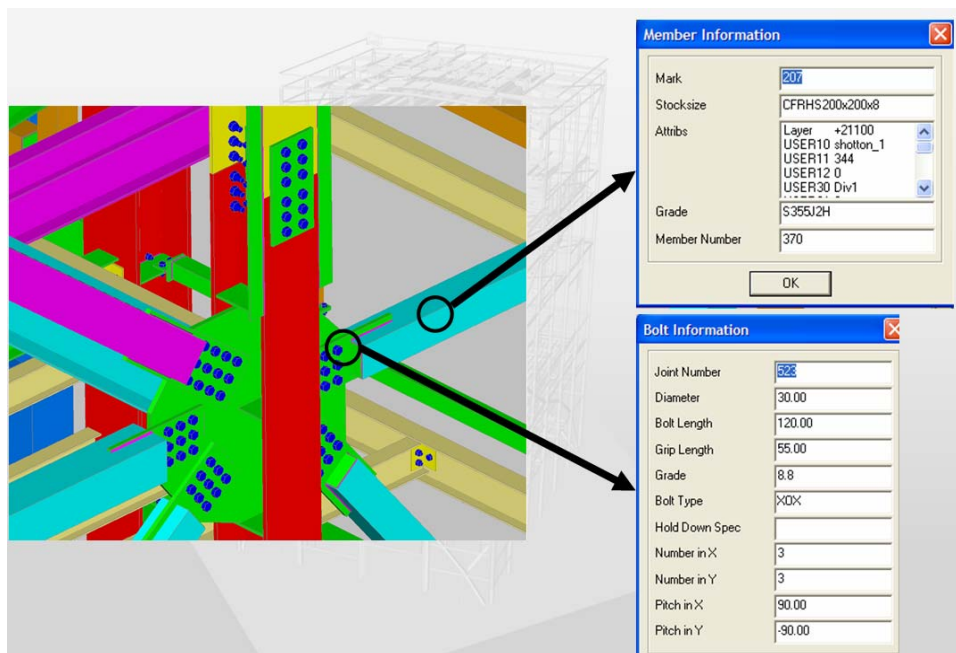 Member Information
Mark 207
Stocksize CFRHS200x200x8
Attribs Layer +21100
USER10 shotton_1
USER11 344
USER12 0
USER30 Div1
Grade S355J2H
Member Number 370
OK
Bolt Information
Joint Number 523
Diameter 30.00
Bolt Length 120.00
Grip Length 55.00
Grade 8.8
Bolt Type XOX
Hold Down Spec
Number in X 3
Number in Y 3
Pitch in X 90.00
Pitch in Y -90.00